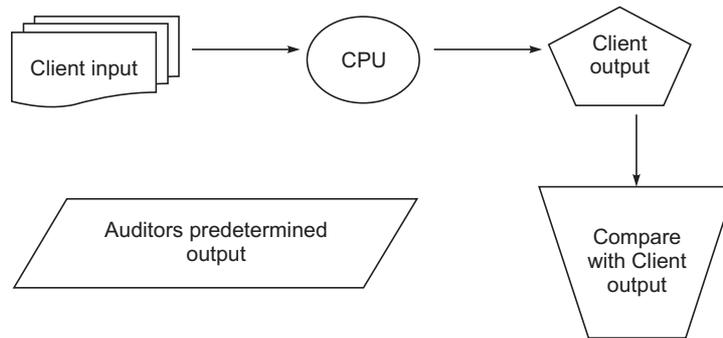 Client input
CPU
Client
output
Auditors predetermined
output
Compare
with Client
output